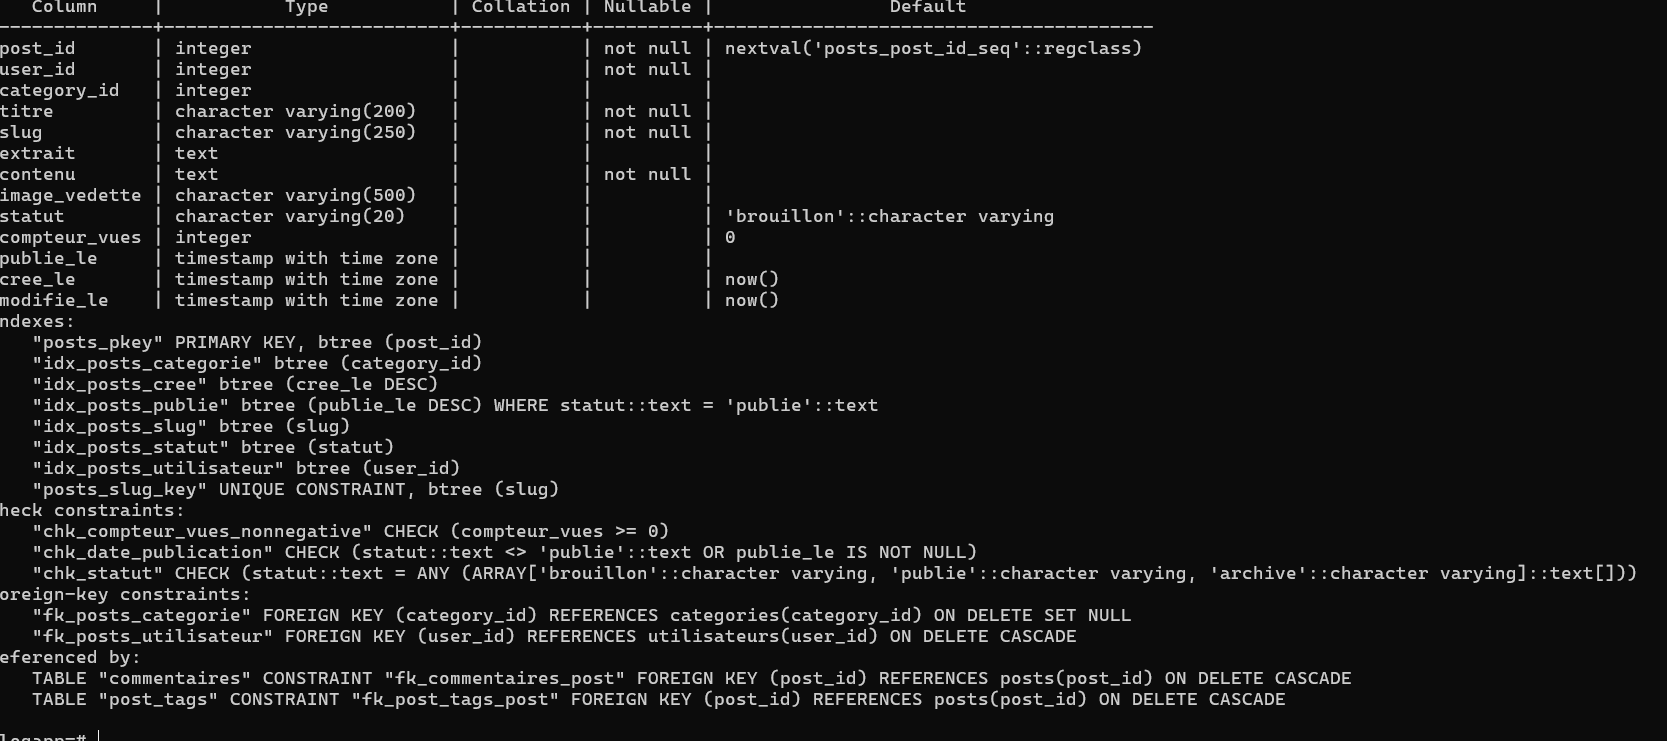 Column     |           Type           | Collation | Nullable |                Default
--------------+--------------------------+-----------+----------+----------------------------------------
post_id       | integer                  |           | not null | nextval('posts_post_id_seq'::regclass)
user_id       | integer                  |           | not null |
category_id   | integer                  |           |          |
titre         | character varying(200)   |           | not null |
slug          | character varying(250)   |           | not null |
extrait       | text                     |           |          |
contenu       | text                     |           | not null |
image_vedette | character varying(500)   |           |          |
statut        | character varying(20)    |           |          | 'brouillon'::character varying
compteur_vues | integer                  |           |          | 0
publie_le     | timestamp with time zone |           |          |
cree_le       | timestamp with time zone |           |          | now()
modifie_le    | timestamp with time zone |           |          | now()
ndexes:
   "posts_pkey" PRIMARY KEY, btree (post_id)
   "idx_posts_categorie" btree (category_id)
   "idx_posts_cree" btree (cree_le DESC)
   "idx_posts_publie" btree (publie_le DESC) WHERE statut::text = 'publie'::text
   "idx_posts_slug" btree (slug)
   "idx_posts_statut" btree (statut)
   "idx_posts_utilisateur" btree (user_id)
   "posts_slug_key" UNIQUE CONSTRAINT, btree (slug)
heck constraints:
   "chk_compteur_vues_nonnegative" CHECK (compteur_vues >= 0)
   "chk_date_publication" CHECK (statut::text <> 'publie'::text OR publie_le IS NOT NULL)
   "chk_statut" CHECK (statut::text = ANY (ARRAY['brouillon'::character varying, 'publie'::character varying, 'archive'::character varying]::text[]))
oreign-key constraints:
   "fk_posts_categorie" FOREIGN KEY (category_id) REFERENCES categories(category_id) ON DELETE SET NULL
   "fk_posts_utilisateur" FOREIGN KEY (user_id) REFERENCES utilisateurs(user_id) ON DELETE CASCADE
eferenced by:
   TABLE "commentaires" CONSTRAINT "fk_commentaires_post" FOREIGN KEY (post_id) REFERENCES posts(post_id) ON DELETE CASCADE
   TABLE "post_tags" CONSTRAINT "fk_post_tags_post" FOREIGN KEY (post_id) REFERENCES posts(post_id) ON DELETE CASCADE